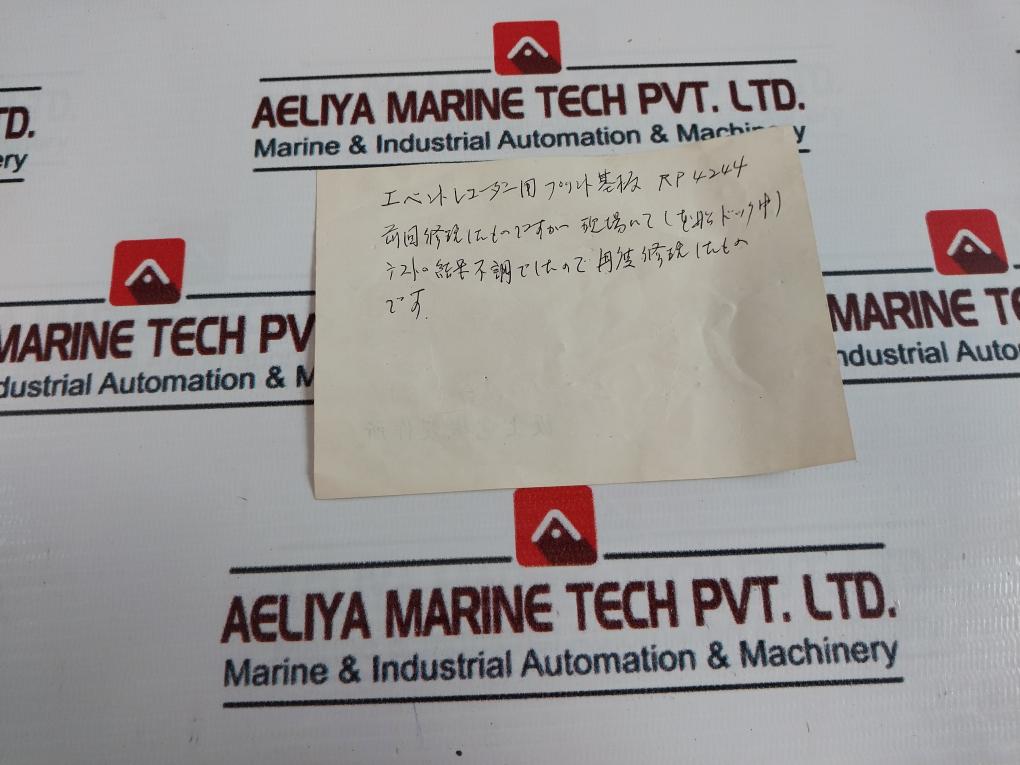 AELIYA MARINE TECH PVT. LTD.
Marine & Industrial Automation & Machinery
TD.
ery
エベントレコーダー用プリント基板 RP4244
前回修理したものですが 現場にて(本船ドック中)
テストの結果不調でしたので再度修理したもの
です.
MARINE TECH PV
dustrial Automation & M
MARINE TE
ndustrial Auto
AELIYA MARINE TECH PVT. LTD.
Marine & Industrial Automation & Machinery